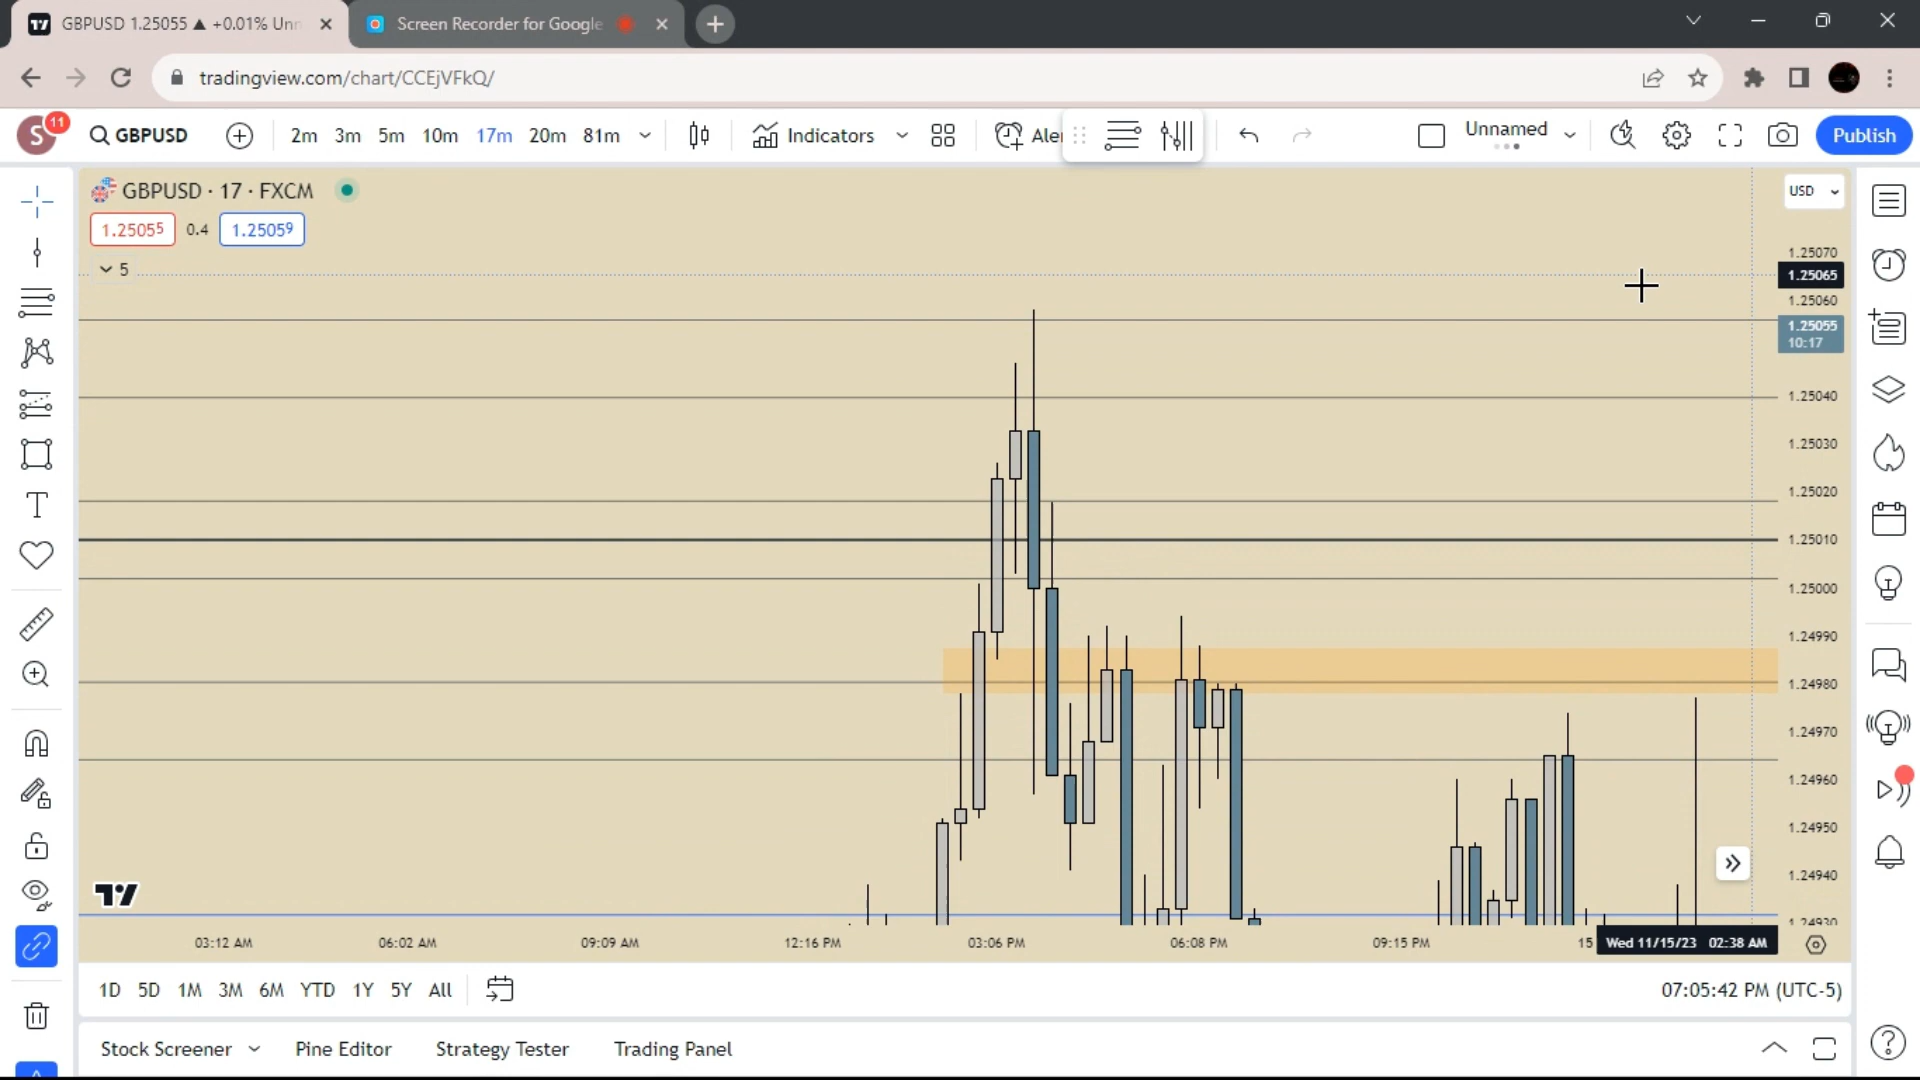 GBPUSD 1.25055 ▲ +0.01% Unn
Screen Recorder for Google
tradingview.com/chart/CCEjVFkQ/
S 11 GBPUSD 2m 3m 5m 10m 17m 20m 81m Indicators Ale Unnamed Publish
GBPUSD · 17 · FXCM
USD
1.25055 0.4 1.25059
5
1.25070
1.25065
1.25060
1.25055
10:17
1.25040
1.25030
1.25020
1.25010
1.25000
1.24990
1.24980
1.24970
1.24960
1.24950
1.24940
1.24930
03:12 AM 06:02 AM 09:09 AM 12:16 PM 03:06 PM 06:08 PM 09:15 PM 15 Wed 11/15/23 02:38 AM
1D 5D 1M 3M 6M YTD 1Y 5Y All
07:05:42 PM (UTC-5)
Stock Screener Pine Editor Strategy Tester Trading Panel